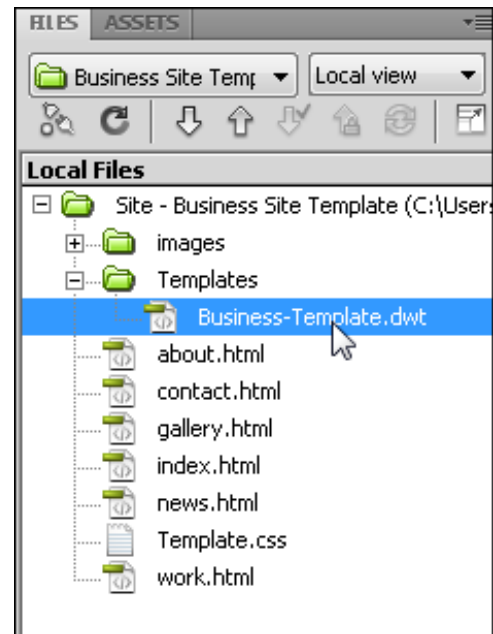 FILES ASSETS
Business Site Temp Local view
Local Files
Site - Business Site Template (C:\Users
images
Templates
Business-Template.dwt
about.html
contact.html
gallery.html
index.html
news.html
Template.css
work.html